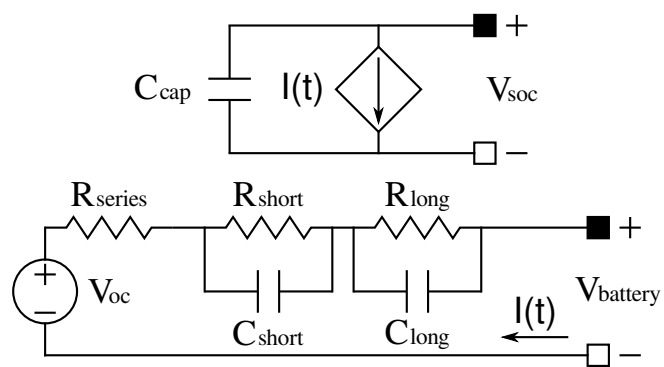 +
Ccap
I(t)
Vsoc
−
Rseries
Rshort
Rlong
+
+
−
Voc
Cshort
Clong
Vbattery
I(t)
−